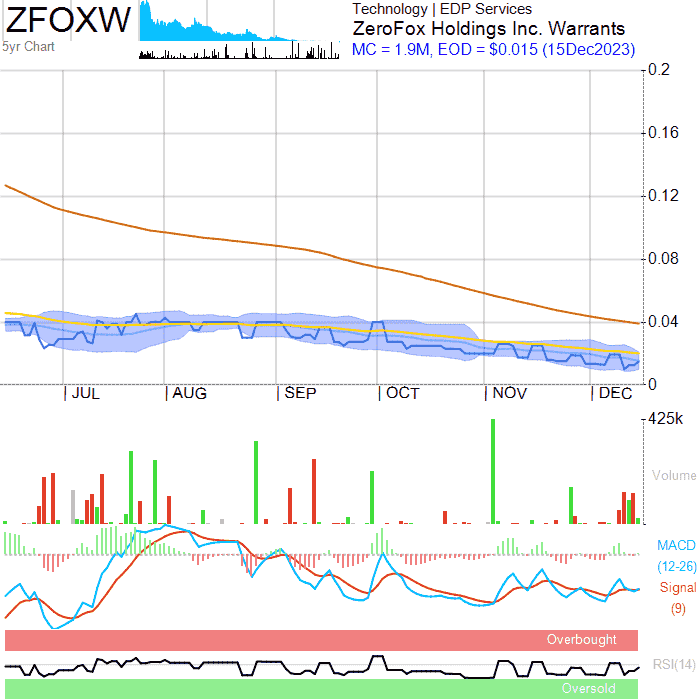 ZFOXW
5yr Chart
Technology | EDP Services
ZeroFox Holdings Inc. Warrants
MC = 1.9M, EOD = $0.015 (15Dec2023)
0.2
0.16
0.12
0.08
0.04
0
| JUL | AUG | SEP | OCT | NOV | DEC
425k
Volume
MACD
(12-26)
Signal
(9)
Overbought
RSI(14)
Oversold